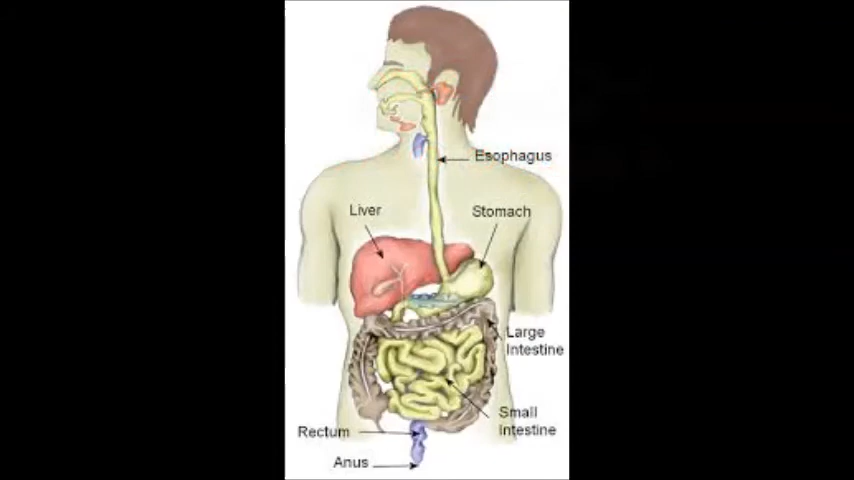 Esophagus
Liver
Stomach
Large
Intestine
Small
Intestine
Rectum
Anus